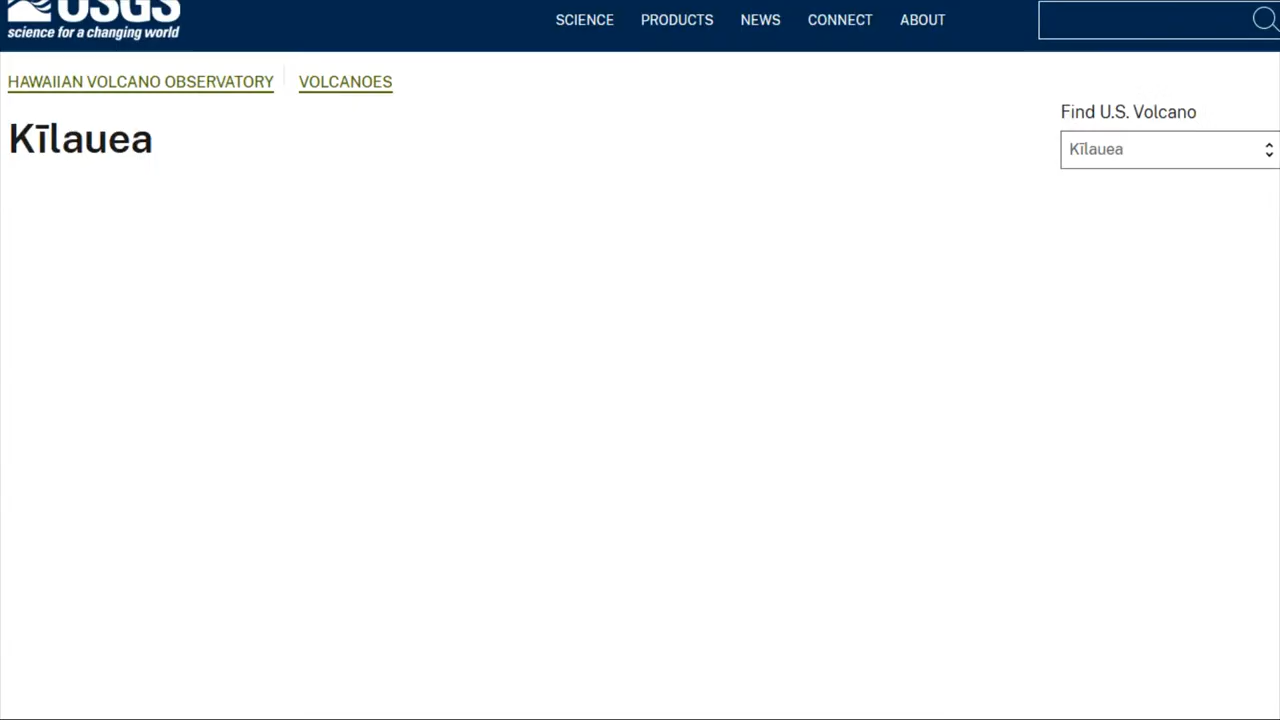 USGS
science for a changing world
SCIENCE PRODUCTS NEWS CONNECT ABOUT
HAWAIIAN VOLCANO OBSERVATORY VOLCANOES
Kīlauea
Find U.S. Volcano
Kīlauea